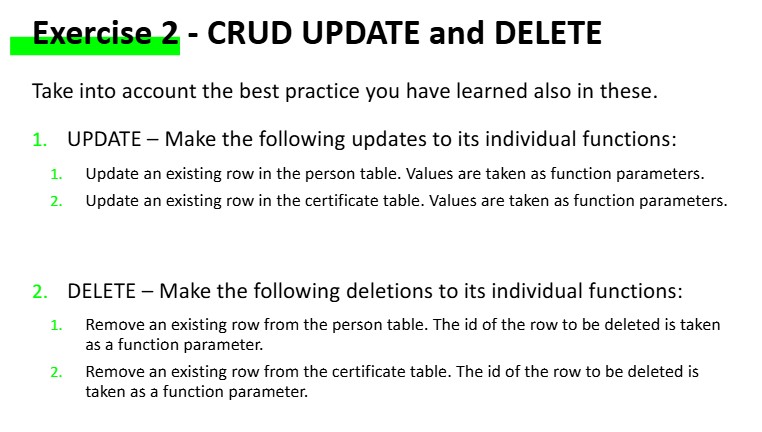 Exercise 2 - CRUD UPDATE and DELETE
Take into account the best practice you have learned also in these.
1. UPDATE – Make the following updates to its individual functions:
1. Update an existing row in the person table. Values are taken as function parameters.
2. Update an existing row in the certificate table. Values are taken as function parameters.
2. DELETE – Make the following deletions to its individual functions:
1. Remove an existing row from the person table. The id of the row to be deleted is taken
as a function parameter.
2. Remove an existing row from the certificate table. The id of the row to be deleted is
taken as a function parameter.